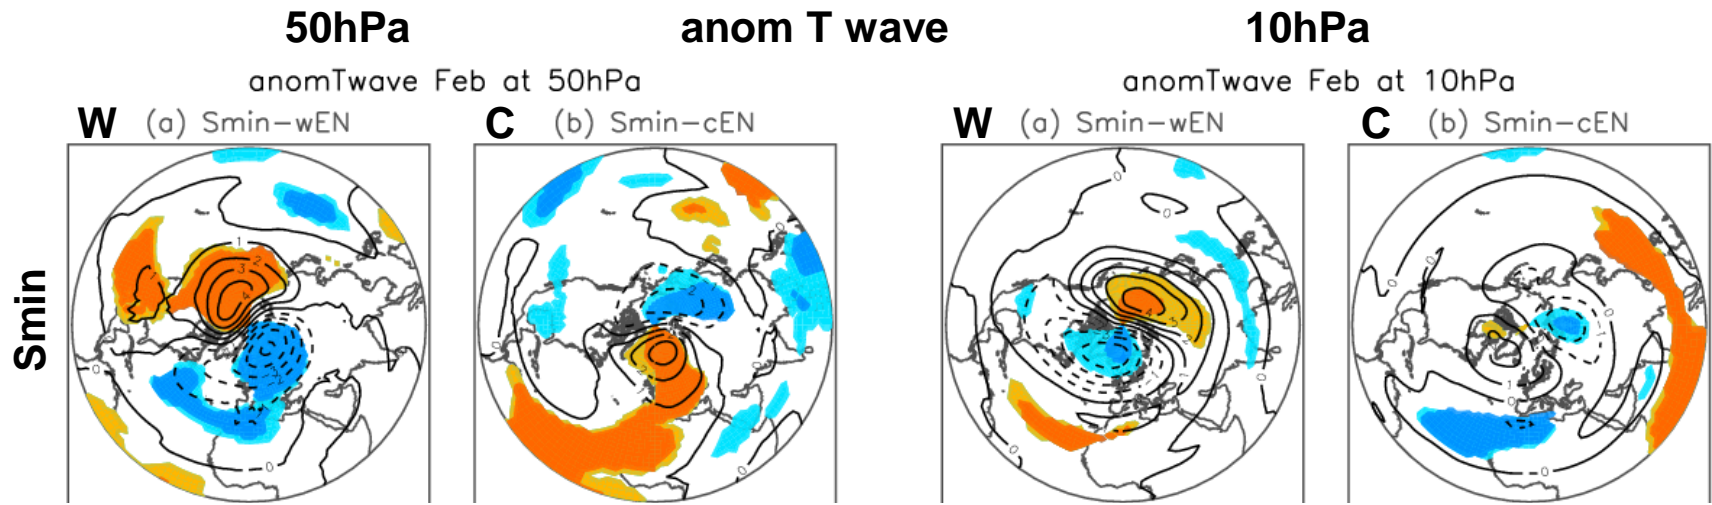 50hPa anom T wave 10hPa
anomTwave Feb at 50hPa anomTwave Feb at 10hPa
W (a) Smin-wEN C (b) Smin-cEN W (a) Smin-wEN C (b) Smin-cEN
Smin